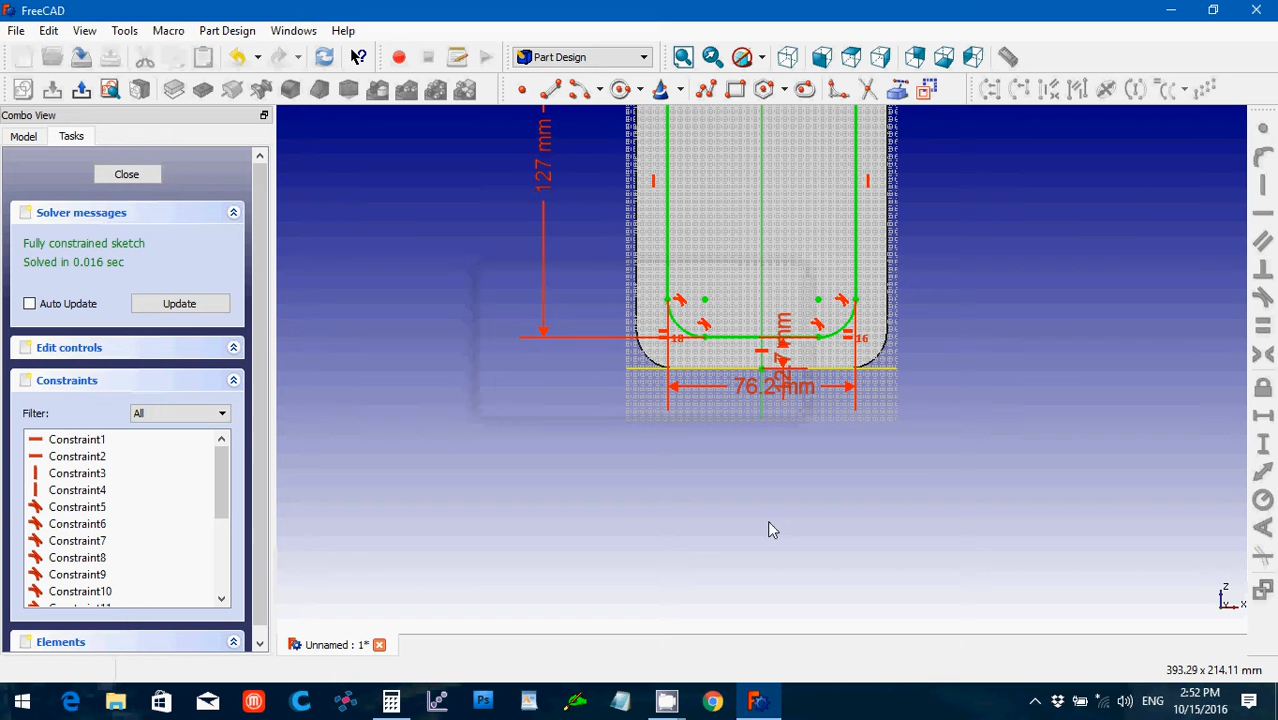 FreeCAD
File Edit View Tools Macro Part Design Windows Help
Part Design
Combo View
Model Tasks
Close
Solver messages
Fully constrained sketch
Solved in 0.016 sec
Auto Update Update
Edit controls
Constraints
Filter: All
Constraint1
Constraint2
Constraint3
Constraint4
Constraint5
Constraint6
Constraint7
Constraint8
Constraint9
Constraint10
Elements
127 mm
18
16
76.2 mm
z
x
Unnamed : 1*
393.29 x 214.11 mm
Ps
ENG
2:52 PM
10/15/2016